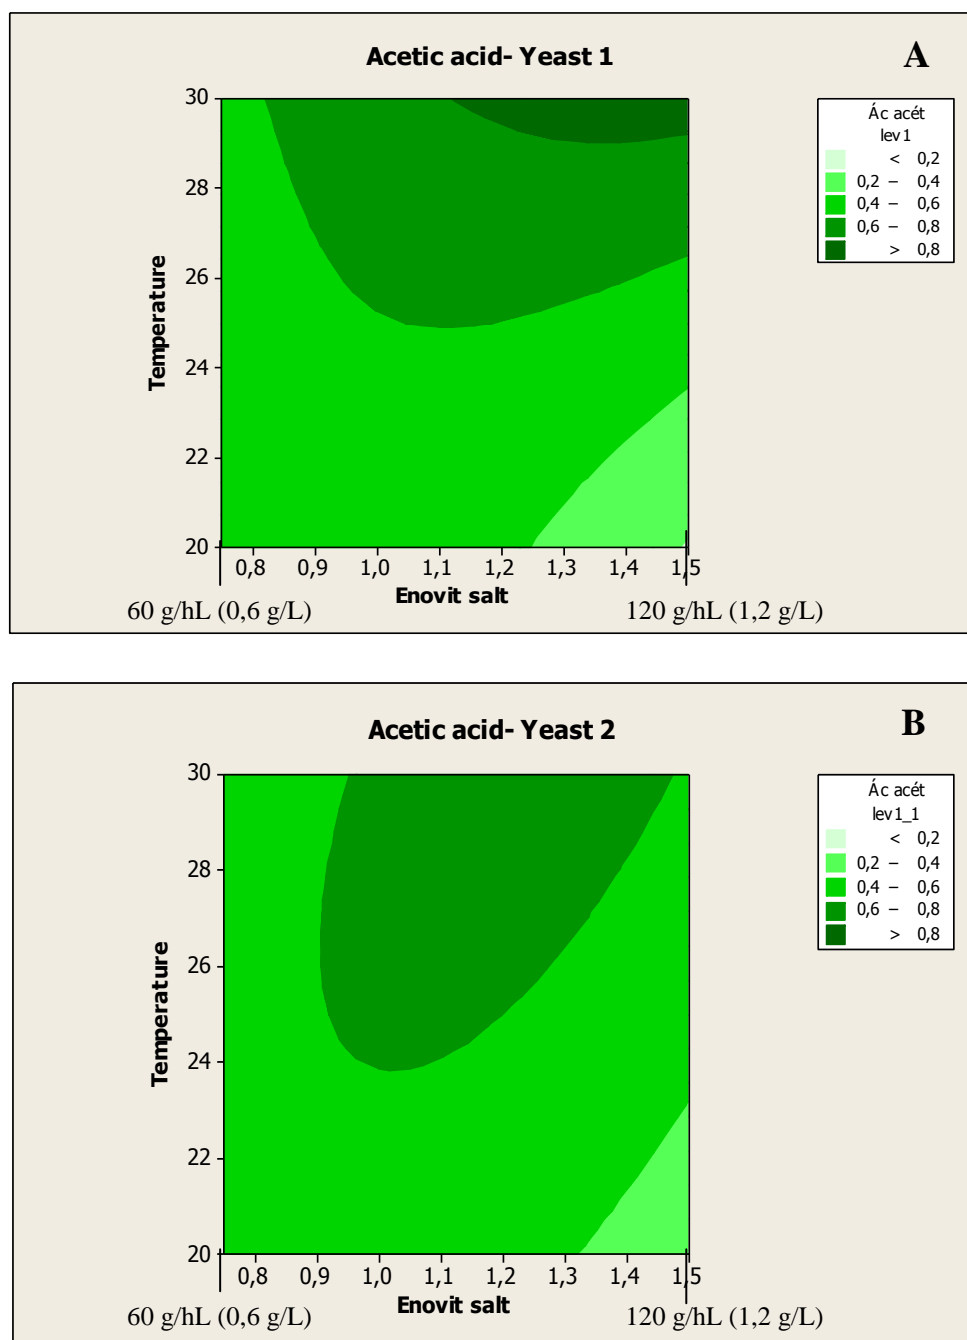 Acetic acid- Yeast 1
A
Ác acét
lev1
< 0,2
0,2 – 0,4
0,4 – 0,6
0,6 – 0,8
> 0,8
Temperature
30
28
26
24
22
20
0,8 0,9 1,0 1,1 1,2 1,3 1,4 1,5
Enovit salt
60 g/hL (0,6 g/L) 120 g/hL (1,2 g/L)
Acetic acid- Yeast 2
B
Ác acét
lev1_1
< 0,2
0,2 – 0,4
0,4 – 0,6
0,6 – 0,8
> 0,8
Temperature
30
28
26
24
22
20
0,8 0,9 1,0 1,1 1,2 1,3 1,4 1,5
Enovit salt
60 g/hL (0,6 g/L) 120 g/hL (1,2 g/L)